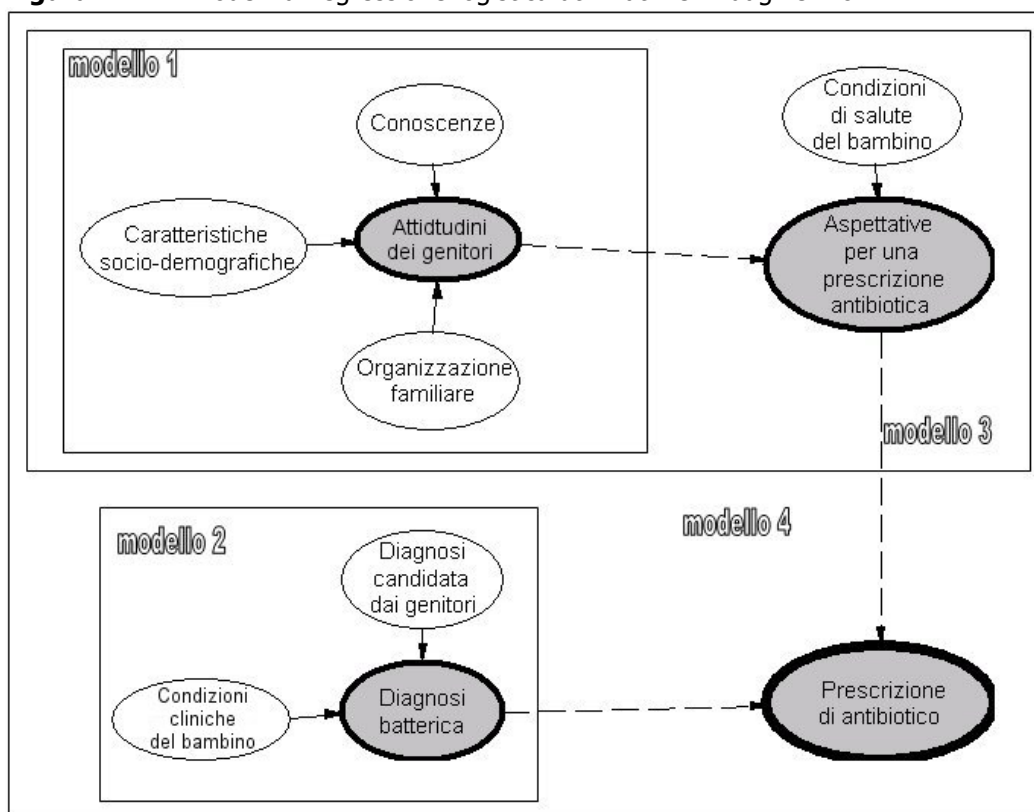 modello 1
Conoscenze
Caratteristiche
socio-demografiche
Attidtudini
dei genitori
Organizzazione
familiare
Condizioni
di salute
del bambino
Aspettative
per una
prescrizione
antibiotica
modello 3
modello 4
modello 2
Diagnosi
candidata
dai genitori
Condizioni
cliniche
del bambino
Diagnosi
batterica
Prescrizione
di antibiotico